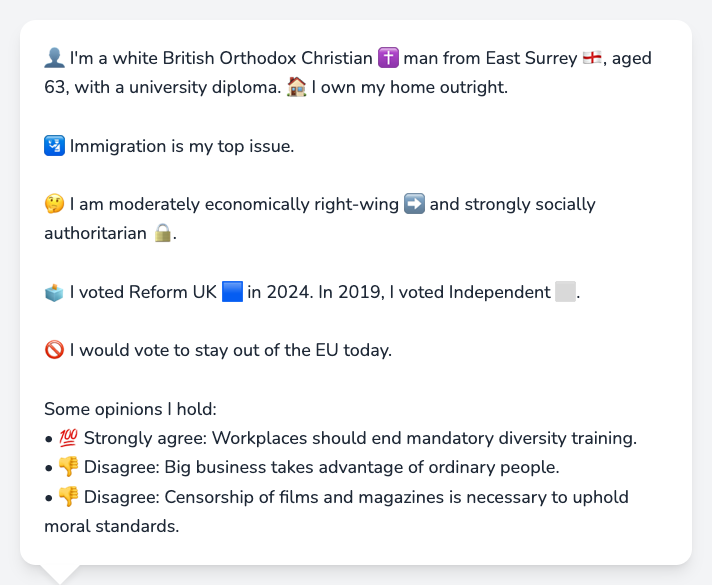 👤 I'm a white British Orthodox Christian ✝️ man from East Surrey 🏴󠁧󠁢󠁥󠁮󠁧󠁿, aged
63, with a university diploma. 🏠 I own my home outright.
🛂 Immigration is my top issue.
🤔 I am moderately economically right-wing ➡️ and strongly socially
authoritarian 🔒.
🗳️ I voted Reform UK 🟦 in 2024. In 2019, I voted Independent ⬜.
🚫 I would vote to stay out of the EU today.
Some opinions I hold:
• 💯 Strongly agree: Workplaces should end mandatory diversity training.
• 👎 Disagree: Big business takes advantage of ordinary people.
• 👎 Disagree: Censorship of films and magazines is necessary to uphold
moral standards.